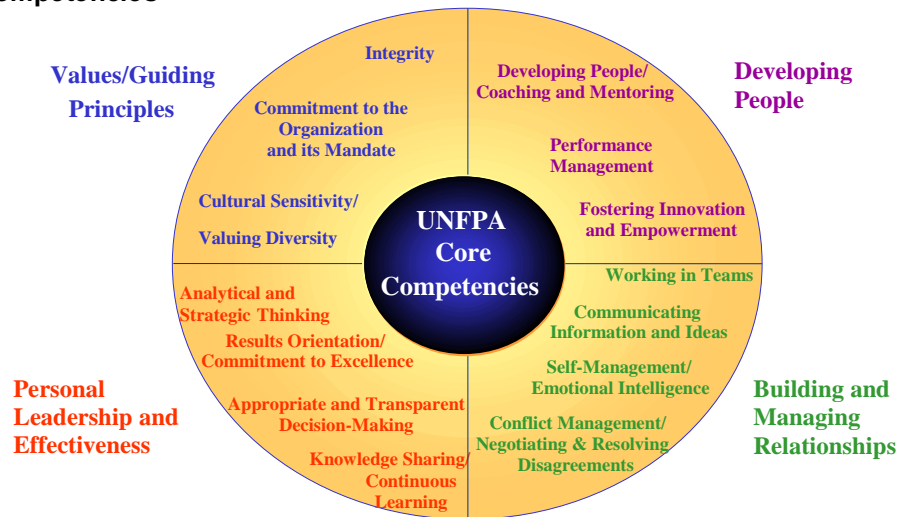 Values/Guiding
Principles
Integrity
Commitment to the
Organization
and its Mandate
Cultural Sensitivity/
Valuing Diversity
Developing People/
Coaching and Mentoring
Performance
Management
Fostering Innovation
and Empowerment
Developing
People
UNFPA
Core
Competencies
Analytical and
Strategic Thinking
Results Orientation/
Commitment to Excellence
Appropriate and Transparent
Decision-Making
Knowledge Sharing/
Continuous
Learning
Personal
Leadership and
Effectiveness
Working in Teams
Communicating
Information and Ideas
Self-Management/
Emotional Intelligence
Conflict Management/
Negotiating & Resolving
Disagreements
Building and
Managing
Relationships